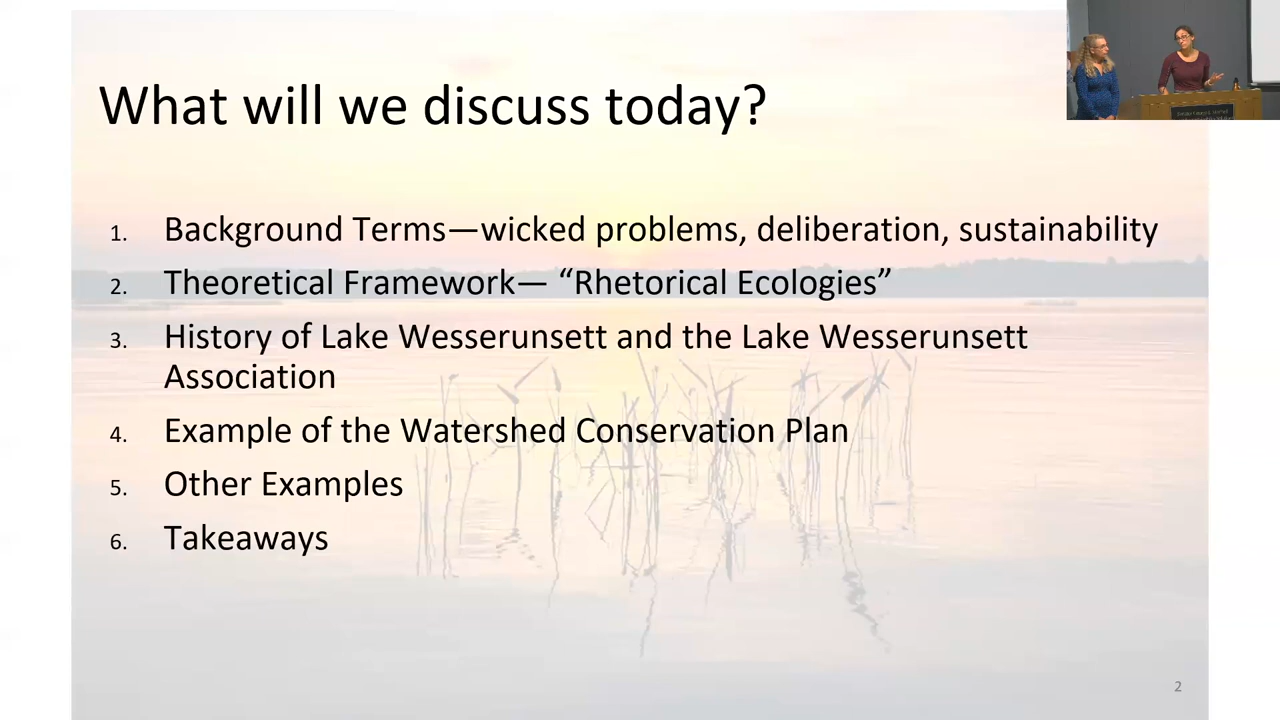 What will we discuss today?
1. Background Terms—wicked problems, deliberation, sustainability
2. Theoretical Framework— “Rhetorical Ecologies”
3. History of Lake Wesserunsett and the Lake Wesserunsett
Association
4. Example of the Watershed Conservation Plan
5. Other Examples
6. Takeaways
2